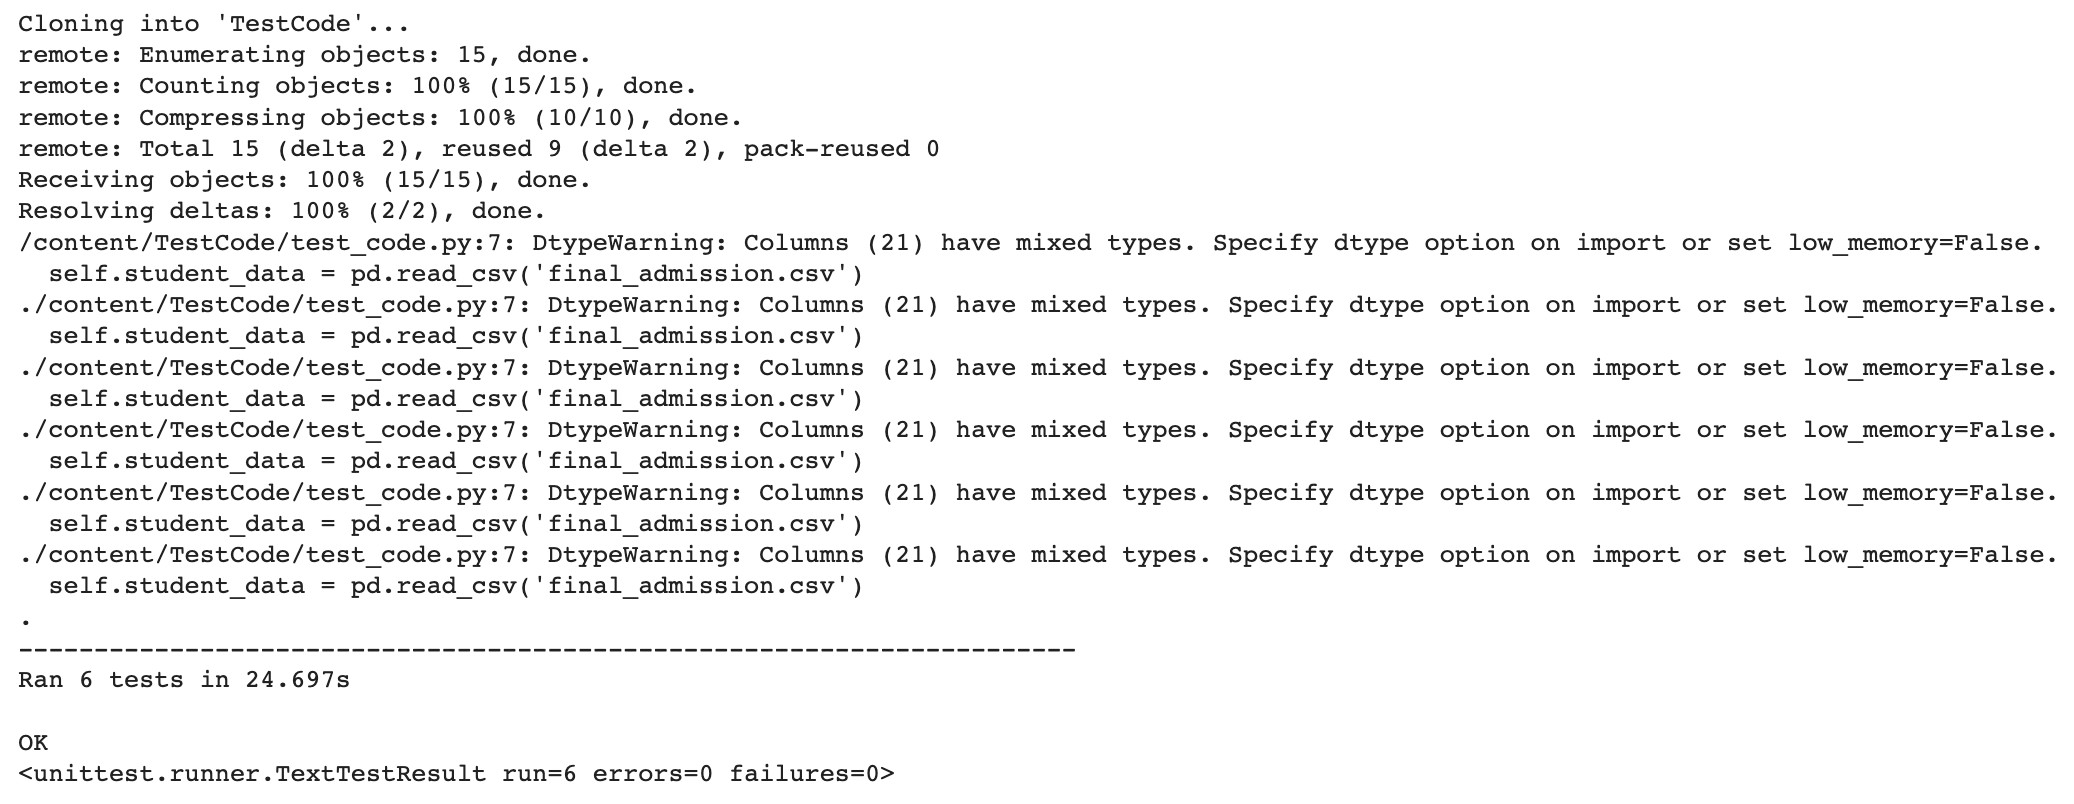 Cloning into 'TestCode'...
remote: Enumerating objects: 15, done.
remote: Counting objects: 100% (15/15), done.
remote: Compressing objects: 100% (10/10), done.
remote: Total 15 (delta 2), reused 9 (delta 2), pack-reused 0
Receiving objects: 100% (15/15), done.
Resolving deltas: 100% (2/2), done.
/content/TestCode/test_code.py:7: DtypeWarning: Columns (21) have mixed types. Specify dtype option on import or set low_memory=False.
  self.student_data = pd.read_csv('final_admission.csv')
./content/TestCode/test_code.py:7: DtypeWarning: Columns (21) have mixed types. Specify dtype option on import or set low_memory=False.
  self.student_data = pd.read_csv('final_admission.csv')
./content/TestCode/test_code.py:7: DtypeWarning: Columns (21) have mixed types. Specify dtype option on import or set low_memory=False.
  self.student_data = pd.read_csv('final_admission.csv')
./content/TestCode/test_code.py:7: DtypeWarning: Columns (21) have mixed types. Specify dtype option on import or set low_memory=False.
  self.student_data = pd.read_csv('final_admission.csv')
./content/TestCode/test_code.py:7: DtypeWarning: Columns (21) have mixed types. Specify dtype option on import or set low_memory=False.
  self.student_data = pd.read_csv('final_admission.csv')
./content/TestCode/test_code.py:7: DtypeWarning: Columns (21) have mixed types. Specify dtype option on import or set low_memory=False.
  self.student_data = pd.read_csv('final_admission.csv')
.
----------------------------------------------------------------------
Ran 6 tests in 24.697s

OK
<unittest.runner.TextTestResult run=6 errors=0 failures=0>